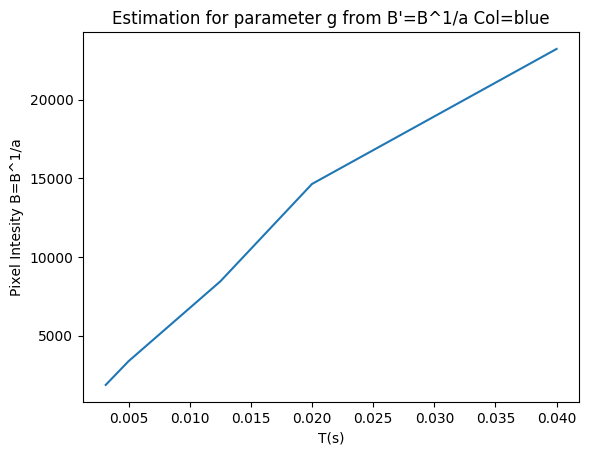 Estimation for parameter g from B'=B^1/a Col=blue
Pixel Intesity B=B^1/a
20000
15000
10000
5000
0.005 0.010 0.015 0.020 0.025 0.030 0.035 0.040
T(s)